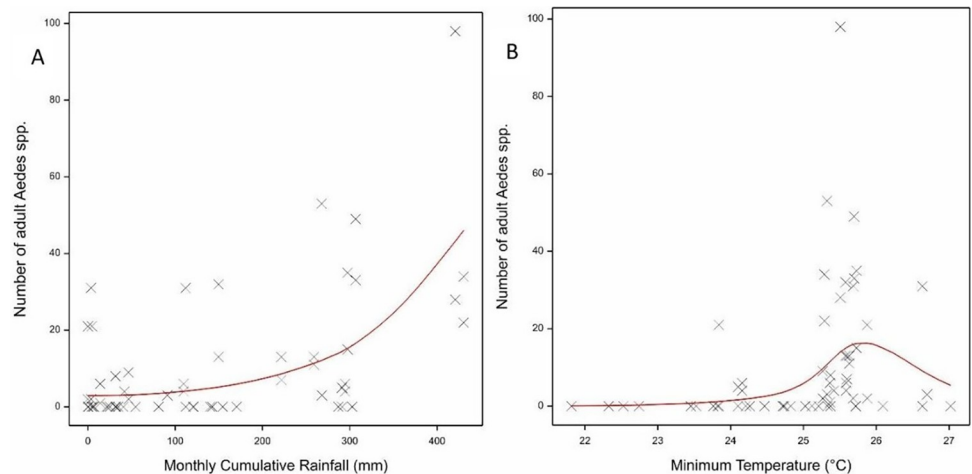 A
Number of adult Aedes spp.
100
80
60
40
20
0
0 100 200 300 400
Monthly Cumulative Rainfall (mm)
B
Number of adult Aedes spp.
100
80
60
40
20
0
22 23 24 25 26 27
Minimum Temperature (°C)